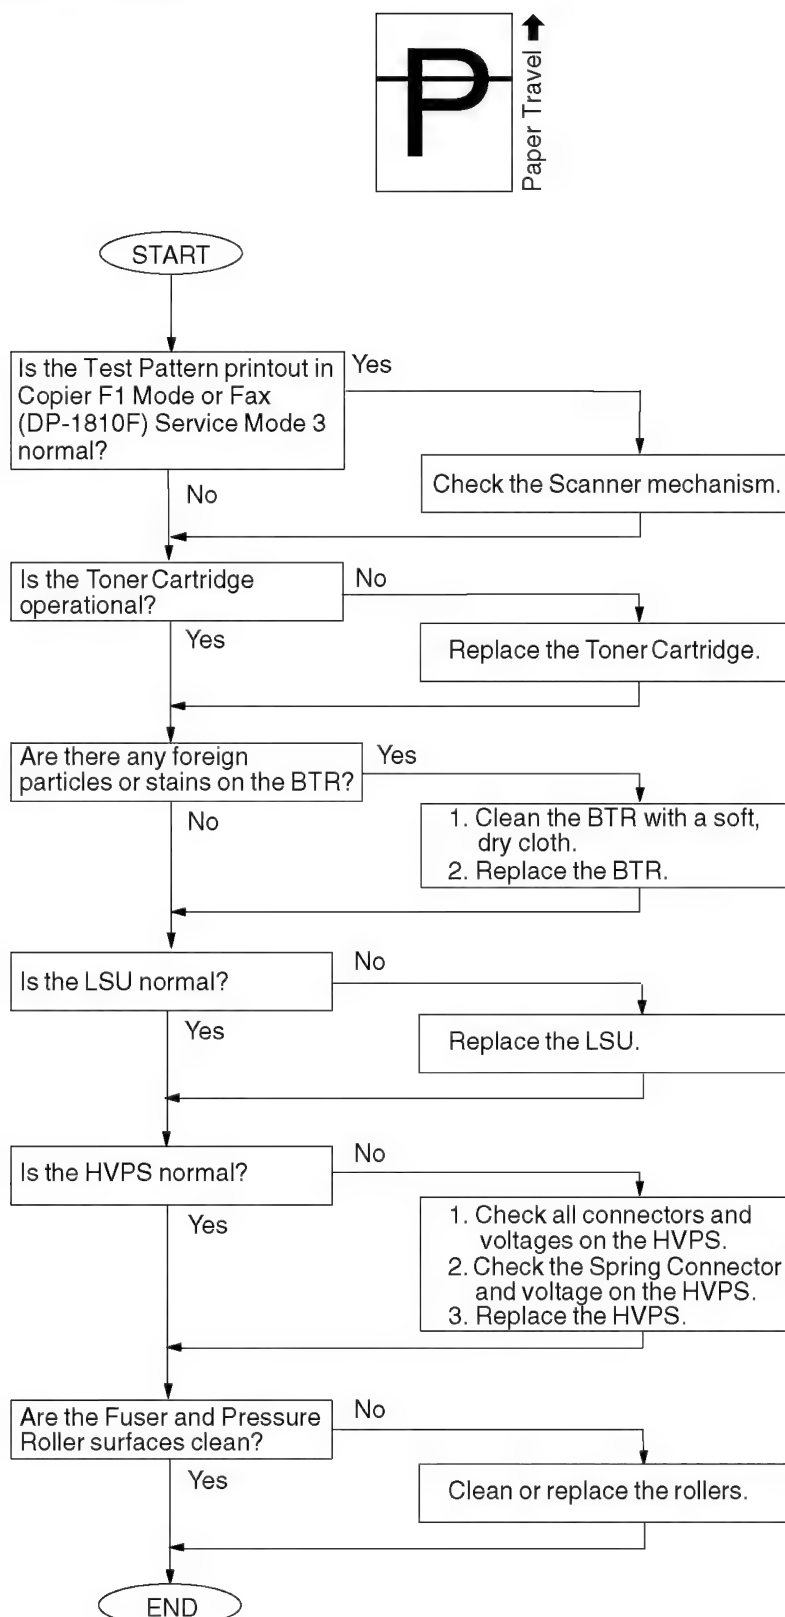 P
Paper Travel
START
Is the Test Pattern printout in
Copier F1 Mode or Fax
(DP-1810F) Service Mode 3
normal?
Yes
No
Check the Scanner mechanism.
Is the Toner Cartridge
operational?
No
Yes
Replace the Toner Cartridge.
Are there any foreign
particles or stains on the BTR?
Yes
No
1. Clean the BTR with a soft,
dry cloth.
2. Replace the BTR.
Is the LSU normal?
No
Yes
Replace the LSU.
Is the HVPS normal?
No
Yes
1. Check all connectors and
voltages on the HVPS.
2. Check the Spring Connector
and voltage on the HVPS.
3. Replace the HVPS.
Are the Fuser and Pressure
Roller surfaces clean?
No
Yes
Clean or replace the rollers.
END